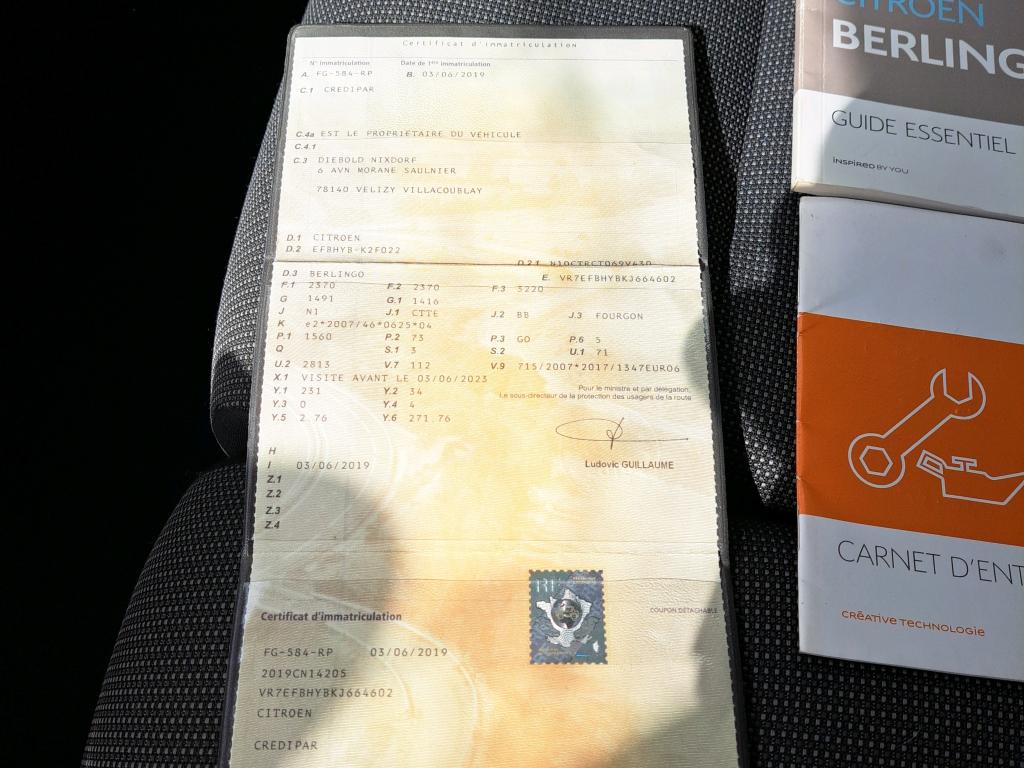 Certificat d'immatriculation
N° immatriculation Date de 1ère immatriculation
A. FG-584-RP B. 03/06/2019
C.1 CREDIPAR
C.4a EST LE PROPRIÉTAIRE DU VÉHICULE
C.4.1
C.3 DIEBOLD NIXDORF
6 AVN MORANE SAULNIER
78140 VELIZY VILLACOUBLAY
D.1 CITROEN
D.2 EFBHYB-K2F022
D.2.1
D.3 BERLINGO E. VR7EFBHYBKJ664602
F.1 2370 F.2 2370 F.3 3220
G 1491 G.1 1416
J N1 J.1 CTTE J.2 BB J.3 FOURGON
K e2*2007/46*0625*04
P.1 1560 P.2 73 P.3 GO P.6 5
Q S.1 3 S.2 U.1 71
U.2 2813 V.7 112 V.9 715/2007*2017/1347EURO6
X.1 VISITE AVANT LE 03/06/2023
Pour le ministre et par délégation,
Le sous-directeur de la protection des usagers de la route
Y.1 231 Y.2 34
Y.3 0 Y.4 4
Y.5 2.76 Y.6 271.76
Ludovic GUILLAUME
H
I 03/06/2019
Z.1
Z.2
Z.3
Z.4
Certificat d'immatriculation
COUPON DÉTACHABLE
FG-584-RP 03/06/2019
2019CN14205
VR7EFBHYBKJ664602
CITROEN
CREDIPAR
CITROËN
BERLING
GUIDE ESSENTIEL
INSPIRED BY YOU
CARNET D'ENT
CRÉATIVE TECHNOLOGIE